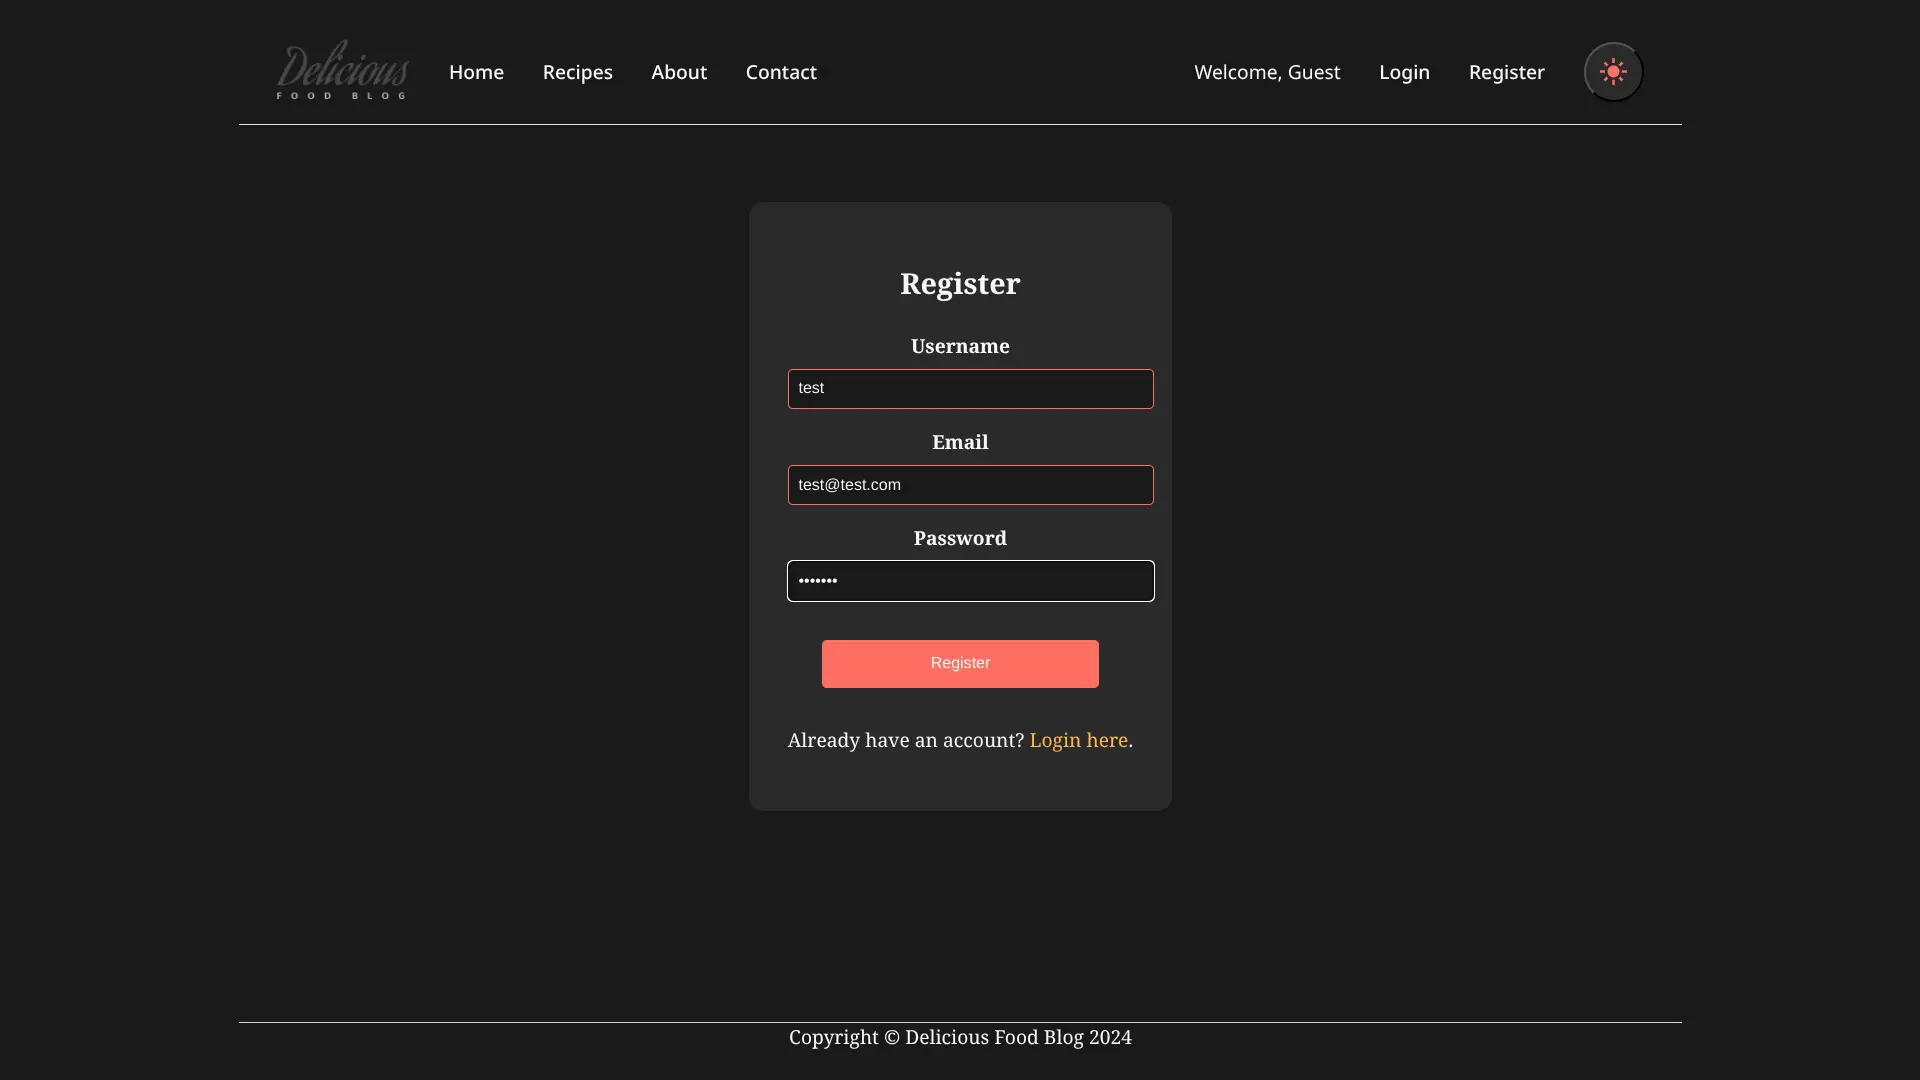 Delicious
FOOD BLOG
Home Recipes About Contact
Welcome, Guest Login Register
Register
Username
test
Email
test@test.com
Password
•••••••
Register
Already have an account? Login here.
Copyright © Delicious Food Blog 2024